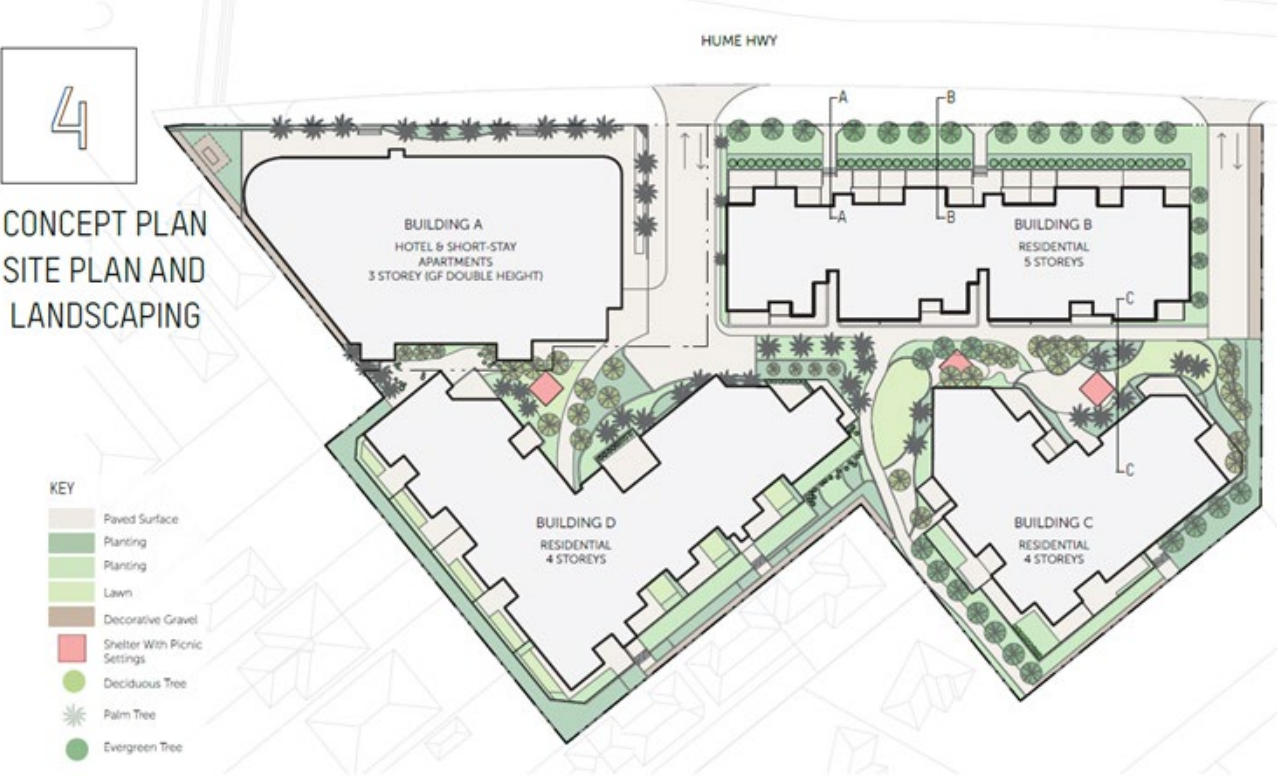 HUME HWY
4
CONCEPT PLAN
SITE PLAN AND
LANDSCAPING
A
B
A
B
BUILDING A
HOTEL & SHORT-STAY
APARTMENTS
3 STOREY (GF DOUBLE HEIGHT)
BUILDING B
RESIDENTIAL
5 STOREYS
C
C
BUILDING D
RESIDENTIAL
4 STOREYS
BUILDING C
RESIDENTIAL
4 STOREYS
KEY
Paved Surface
Planting
Planting
Lawn
Decorative Gravel
Shelter With Picnic
Settings
Deciduous Tree
Palm Tree
Evergreen Tree